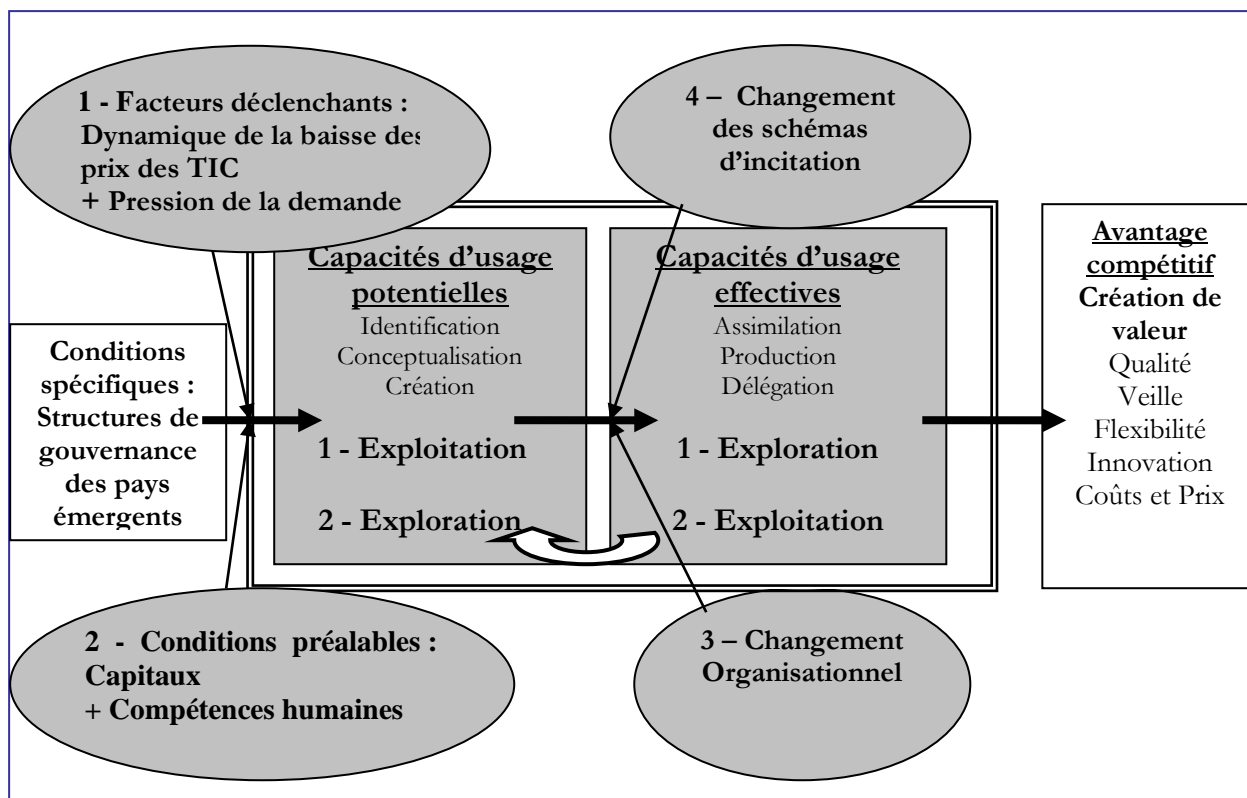 1 - Facteurs déclenchants :
Dynamique de la baisse des
prix des TIC
+ Pression de la demande
4 – Changement
des schémas
d'incitation
Conditions
spécifiques :
Structures de
gouvernance
des pays
émergents
Capacités d'usage
potentielles
Identification
Conceptualisation
Création
1 - Exploitation
2 - Exploration
Capacités d'usage
effectives
Assimilation
Production
Délégation
1 - Exploration
2 - Exploitation
Avantage
compétitif
Création de
valeur
Qualité
Veille
Flexibilité
Innovation
Coûts et Prix
2 - Conditions préalables :
Capitaux
+ Compétences humaines
3 – Changement
Organisationnel